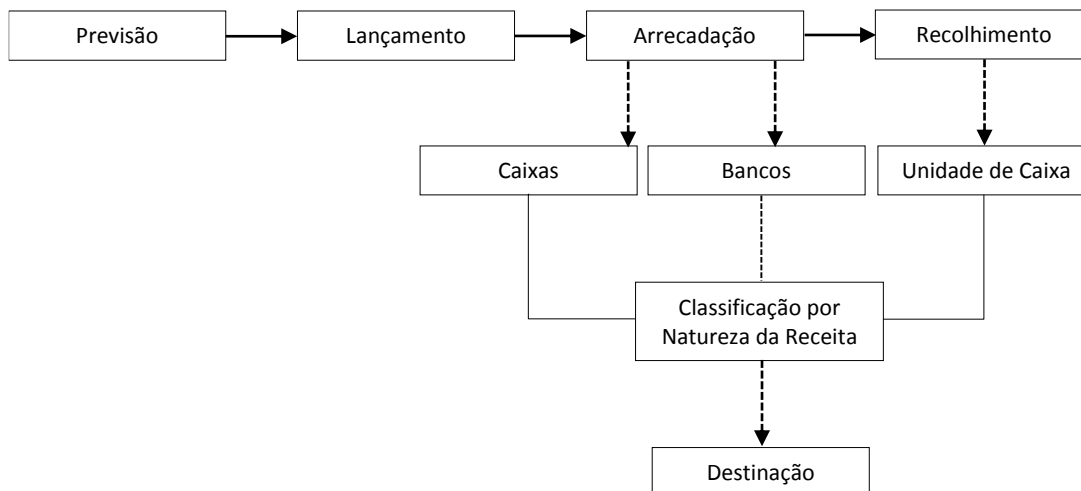 Previsão
Lançamento
Arrecadação
Recolhimento
Caixas
Bancos
Unidade de Caixa
Classificação por
Natureza da Receita
Destinação